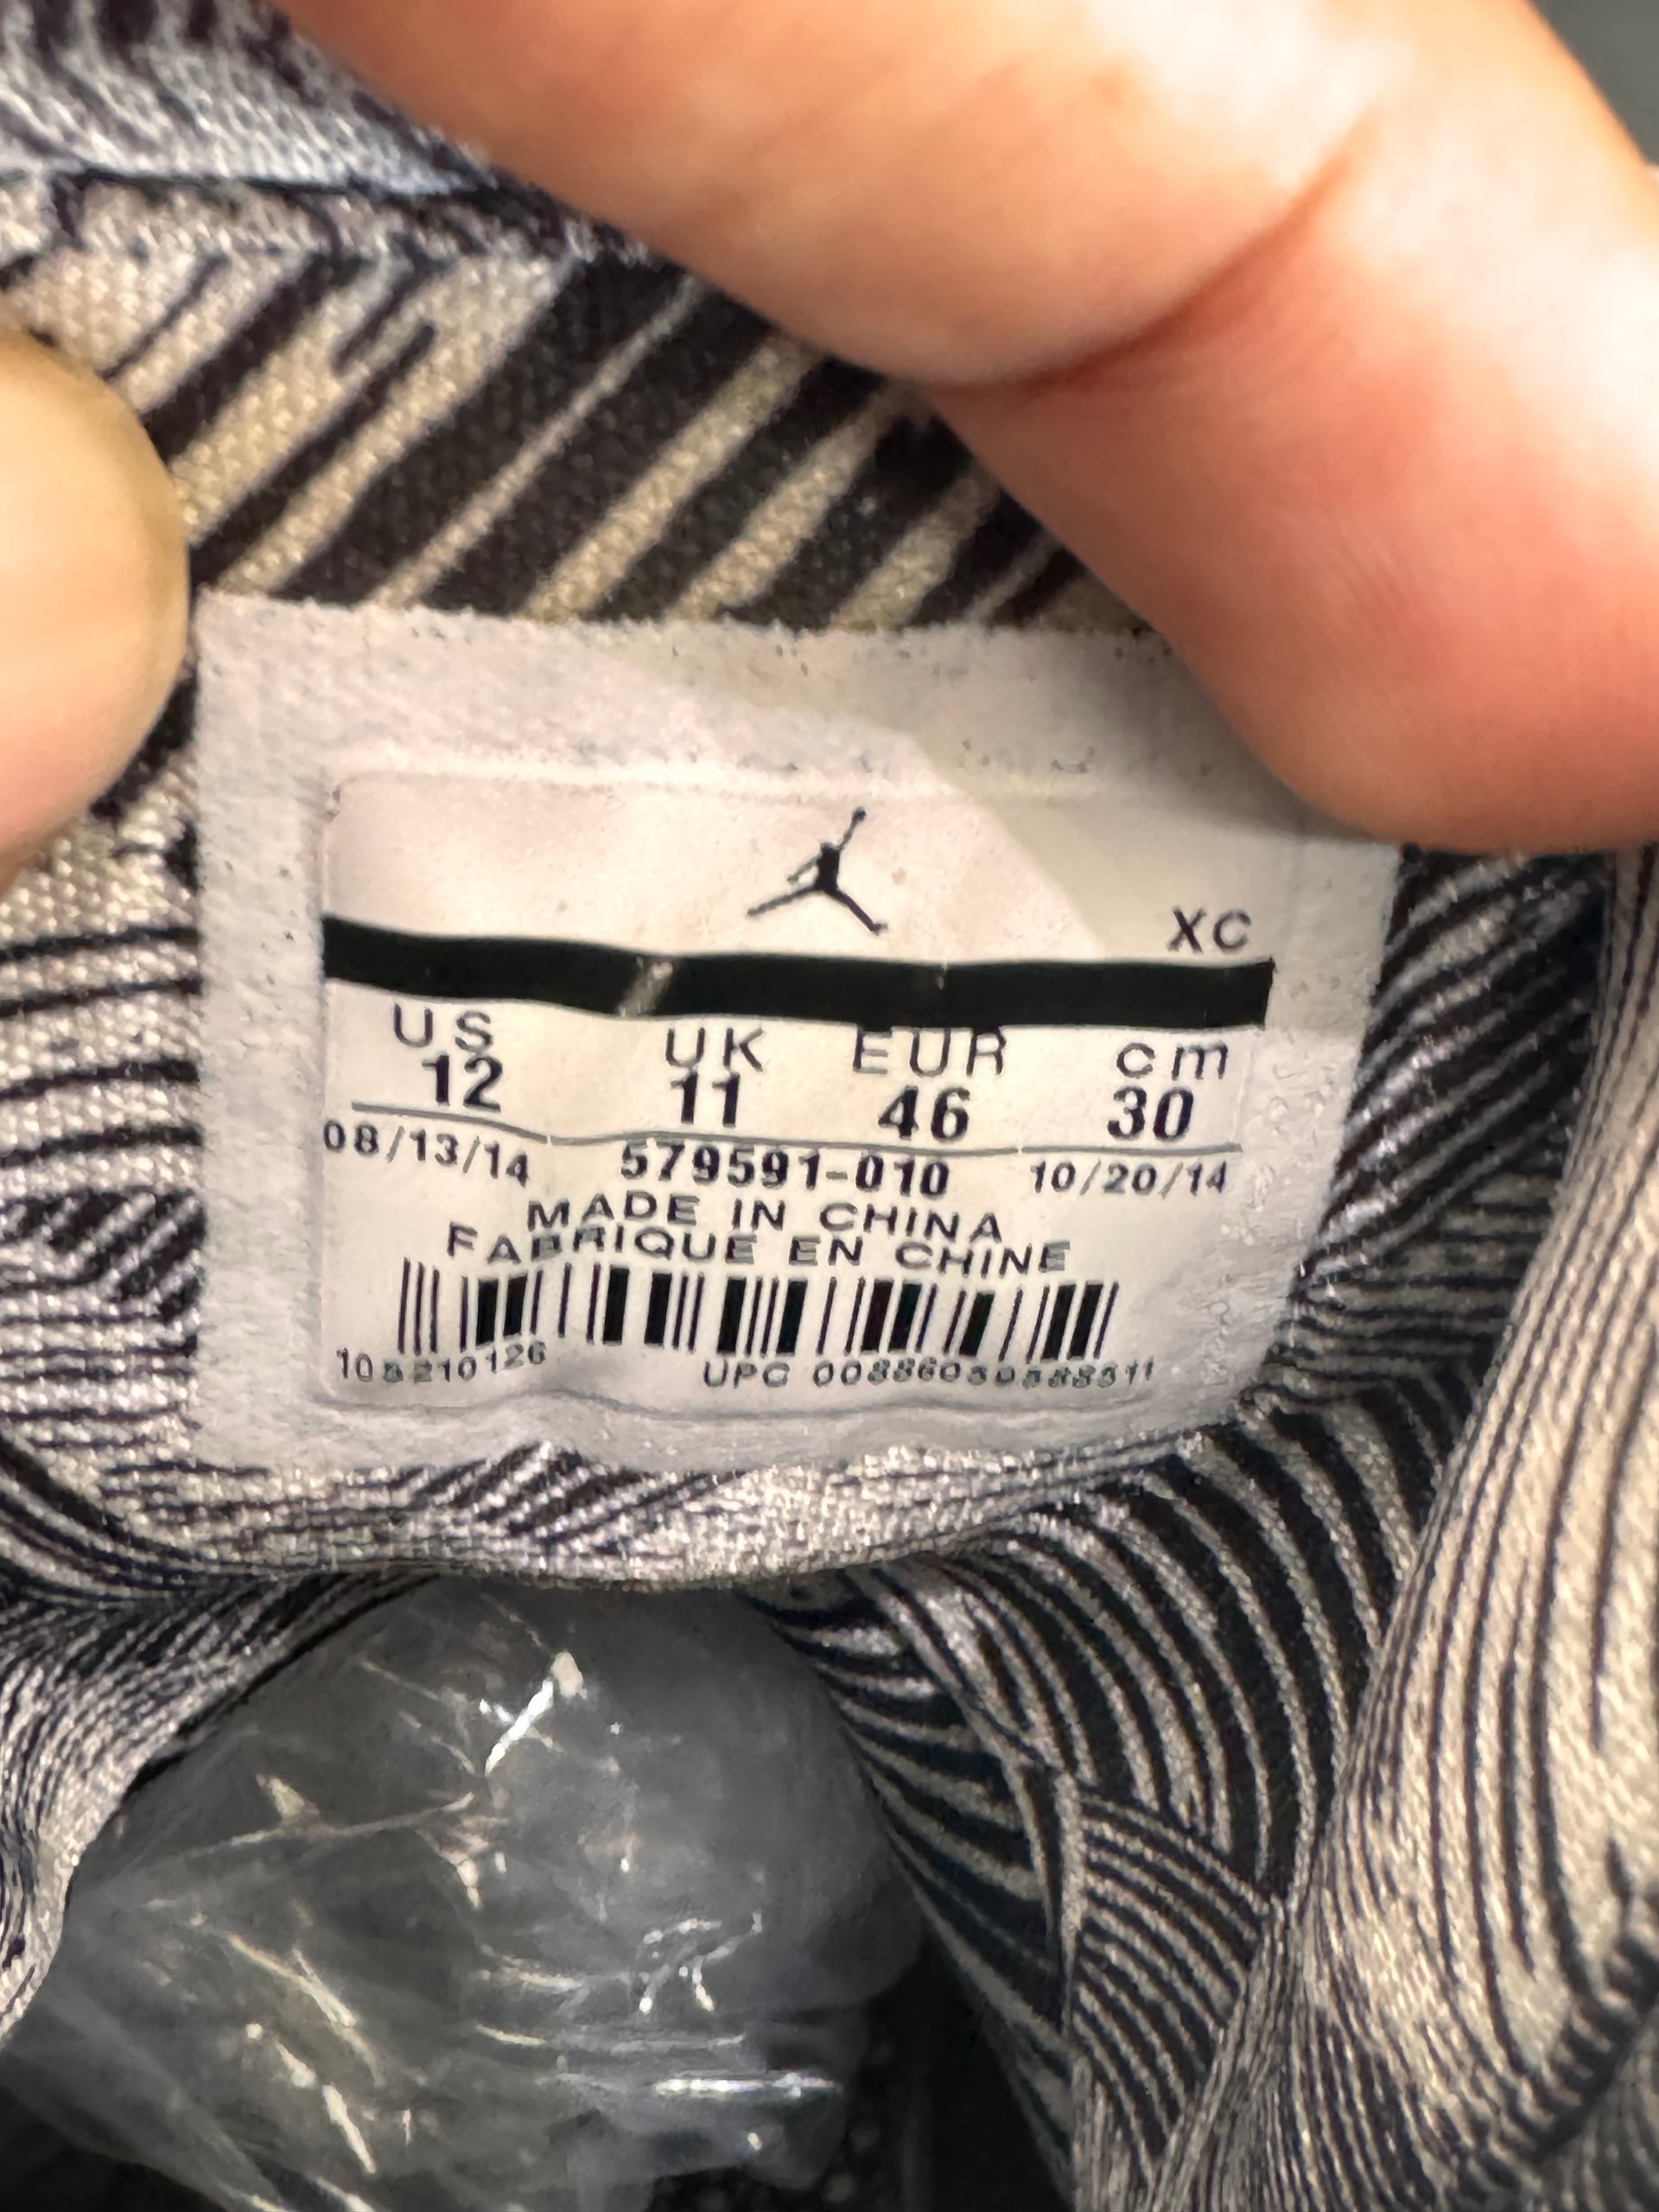 XC
US UK EUR cm
12 11 46 30
08/13/14 579591-010 10/20/14
MADE IN CHINA
FABRIQUE EN CHINE
UPC